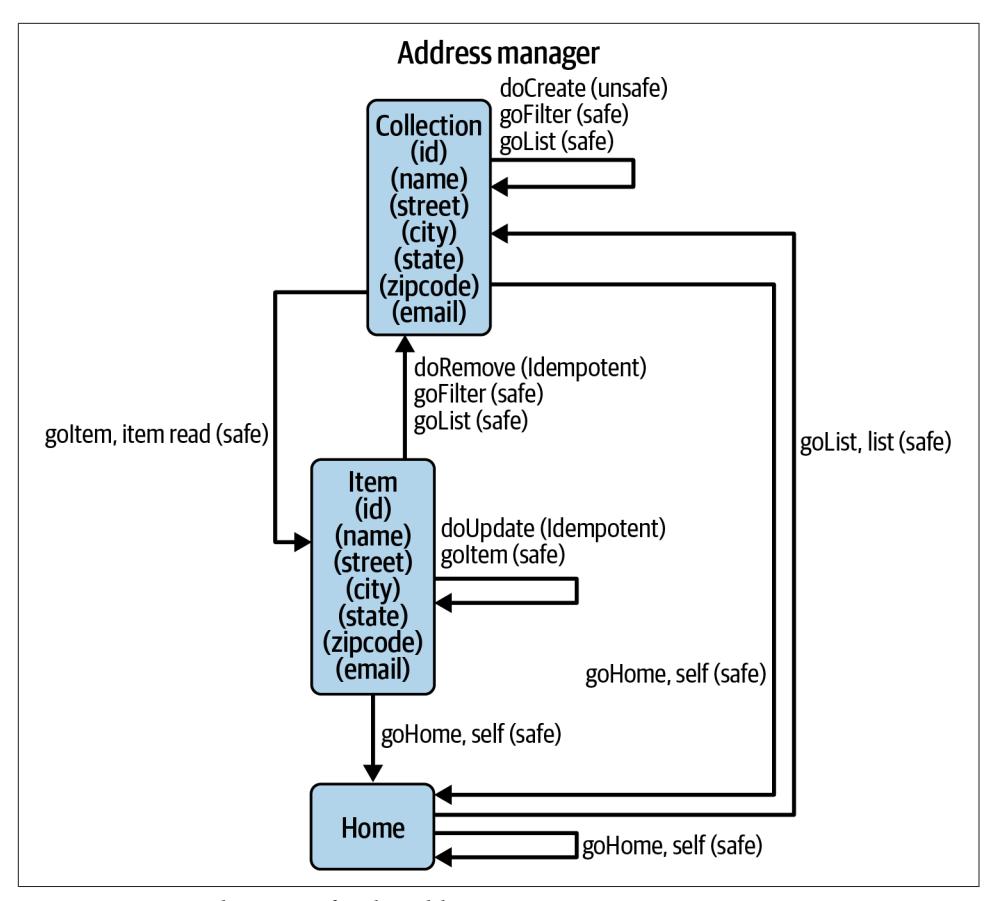 Address manager
doCreate (unsafe)
goFilter (safe)
goList (safe)
Collection
(id)
(name)
(street)
(city)
(state)
(zipcode)
(email)
doRemove (Idempotent)
goFilter (safe)
goList (safe)
goItem, item read (safe)
goList, list (safe)
Item
(id)
(name)
(street)
(city)
(state)
(zipcode)
(email)
doUpdate (Idempotent)
goItem (safe)
goHome, self (safe)
goHome, self (safe)
Home
goHome, self (safe)